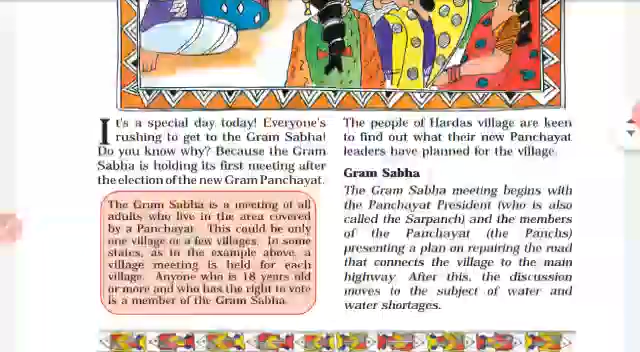 It's a special day today! Everyone's
rushing to get to the Gram Sabha!
Do you know why? Because the Gram
Sabha is holding its first meeting after
the election of the new Gram Panchayat.
The Gram Sabha is a meeting of all
adults who live in the area covered
by a Panchayat. This could be only
one village or a few villages. In some
states, as in the example above, a
village meeting is held for each
village. Anyone who is 18 years old
or more and who has the right to vote
is a member of the Gram Sabha.
The people of Hardas village are keen
to find out what their new Panchayat
leaders have planned for the village.
Gram Sabha
The Gram Sabha meeting begins with
the Panchayat President (who is also
called the Sarpanch) and the members
of the Panchayat (the Panchs)
presenting a plan on repairing the road
that connects the village to the main
highway. After this, the discussion
moves to the subject of water and
water shortages.